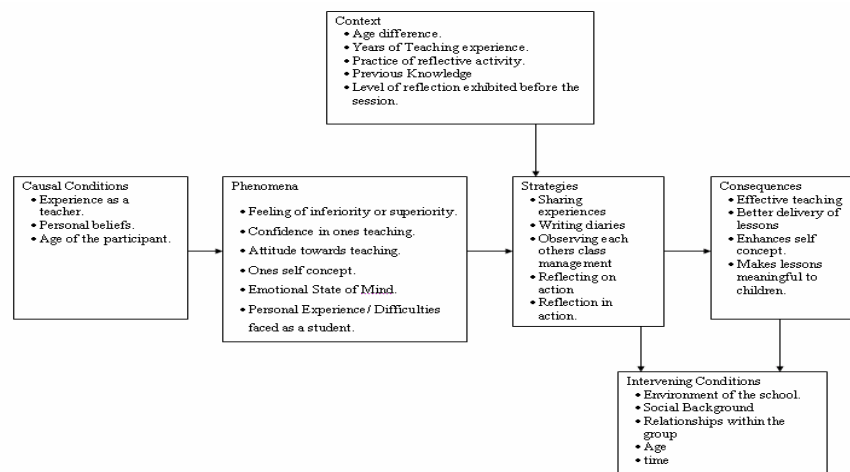 Context
• Age difference.
• Years of Teaching experience.
• Practice of reflective activity.
• Previous Knowledge
• Level of reflection exhibited before the
session.
Causal Conditions
• Experience as a
teacher.
• Personal beliefs.
• Age of the participant.
Phenomena
• Feeling of inferiority or superiority.
• Confidence in ones teaching.
• Attitude towards teaching.
• Ones self concept.
• Emotional State of Mind.
• Personal Experience/ Difficulties
faced as a student.
Strategies
• Sharing
experiences
• Writing diaries
• Observing each
others class
management
• Reflecting on
action
• Reflection in
action.
Consequences
• Effective teaching
• Better delivery of
lessons
• Enhances self
concept.
• Makes lessons
meaningful to
children.
Intervening Conditions
• Environment of the school.
• Social Background
• Relationships within the
group
• Age
• time